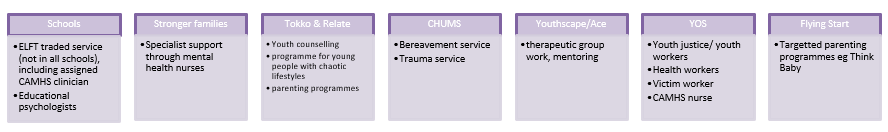 Schools
•ELFT traded service
(not in all schools),
including assigned
CAMHS clinician
•Educational
psychologists
Stronger families
•Specialist support
through mental
health nurses
Tokko & Relate
•Youth counselling
•programme for young
people with chaotic
lifestyles
•parenting programmes
CHUMS
•Bereavement service
•Trauma service
Youthscape/Ace
•therapeutic group
work, mentoring
YOS
•Youth justice/ youth
workers
•Health workers
•Victim worker
•CAMHS nurse
Flying Start
•Targetted parenting
programmes eg Think
Baby